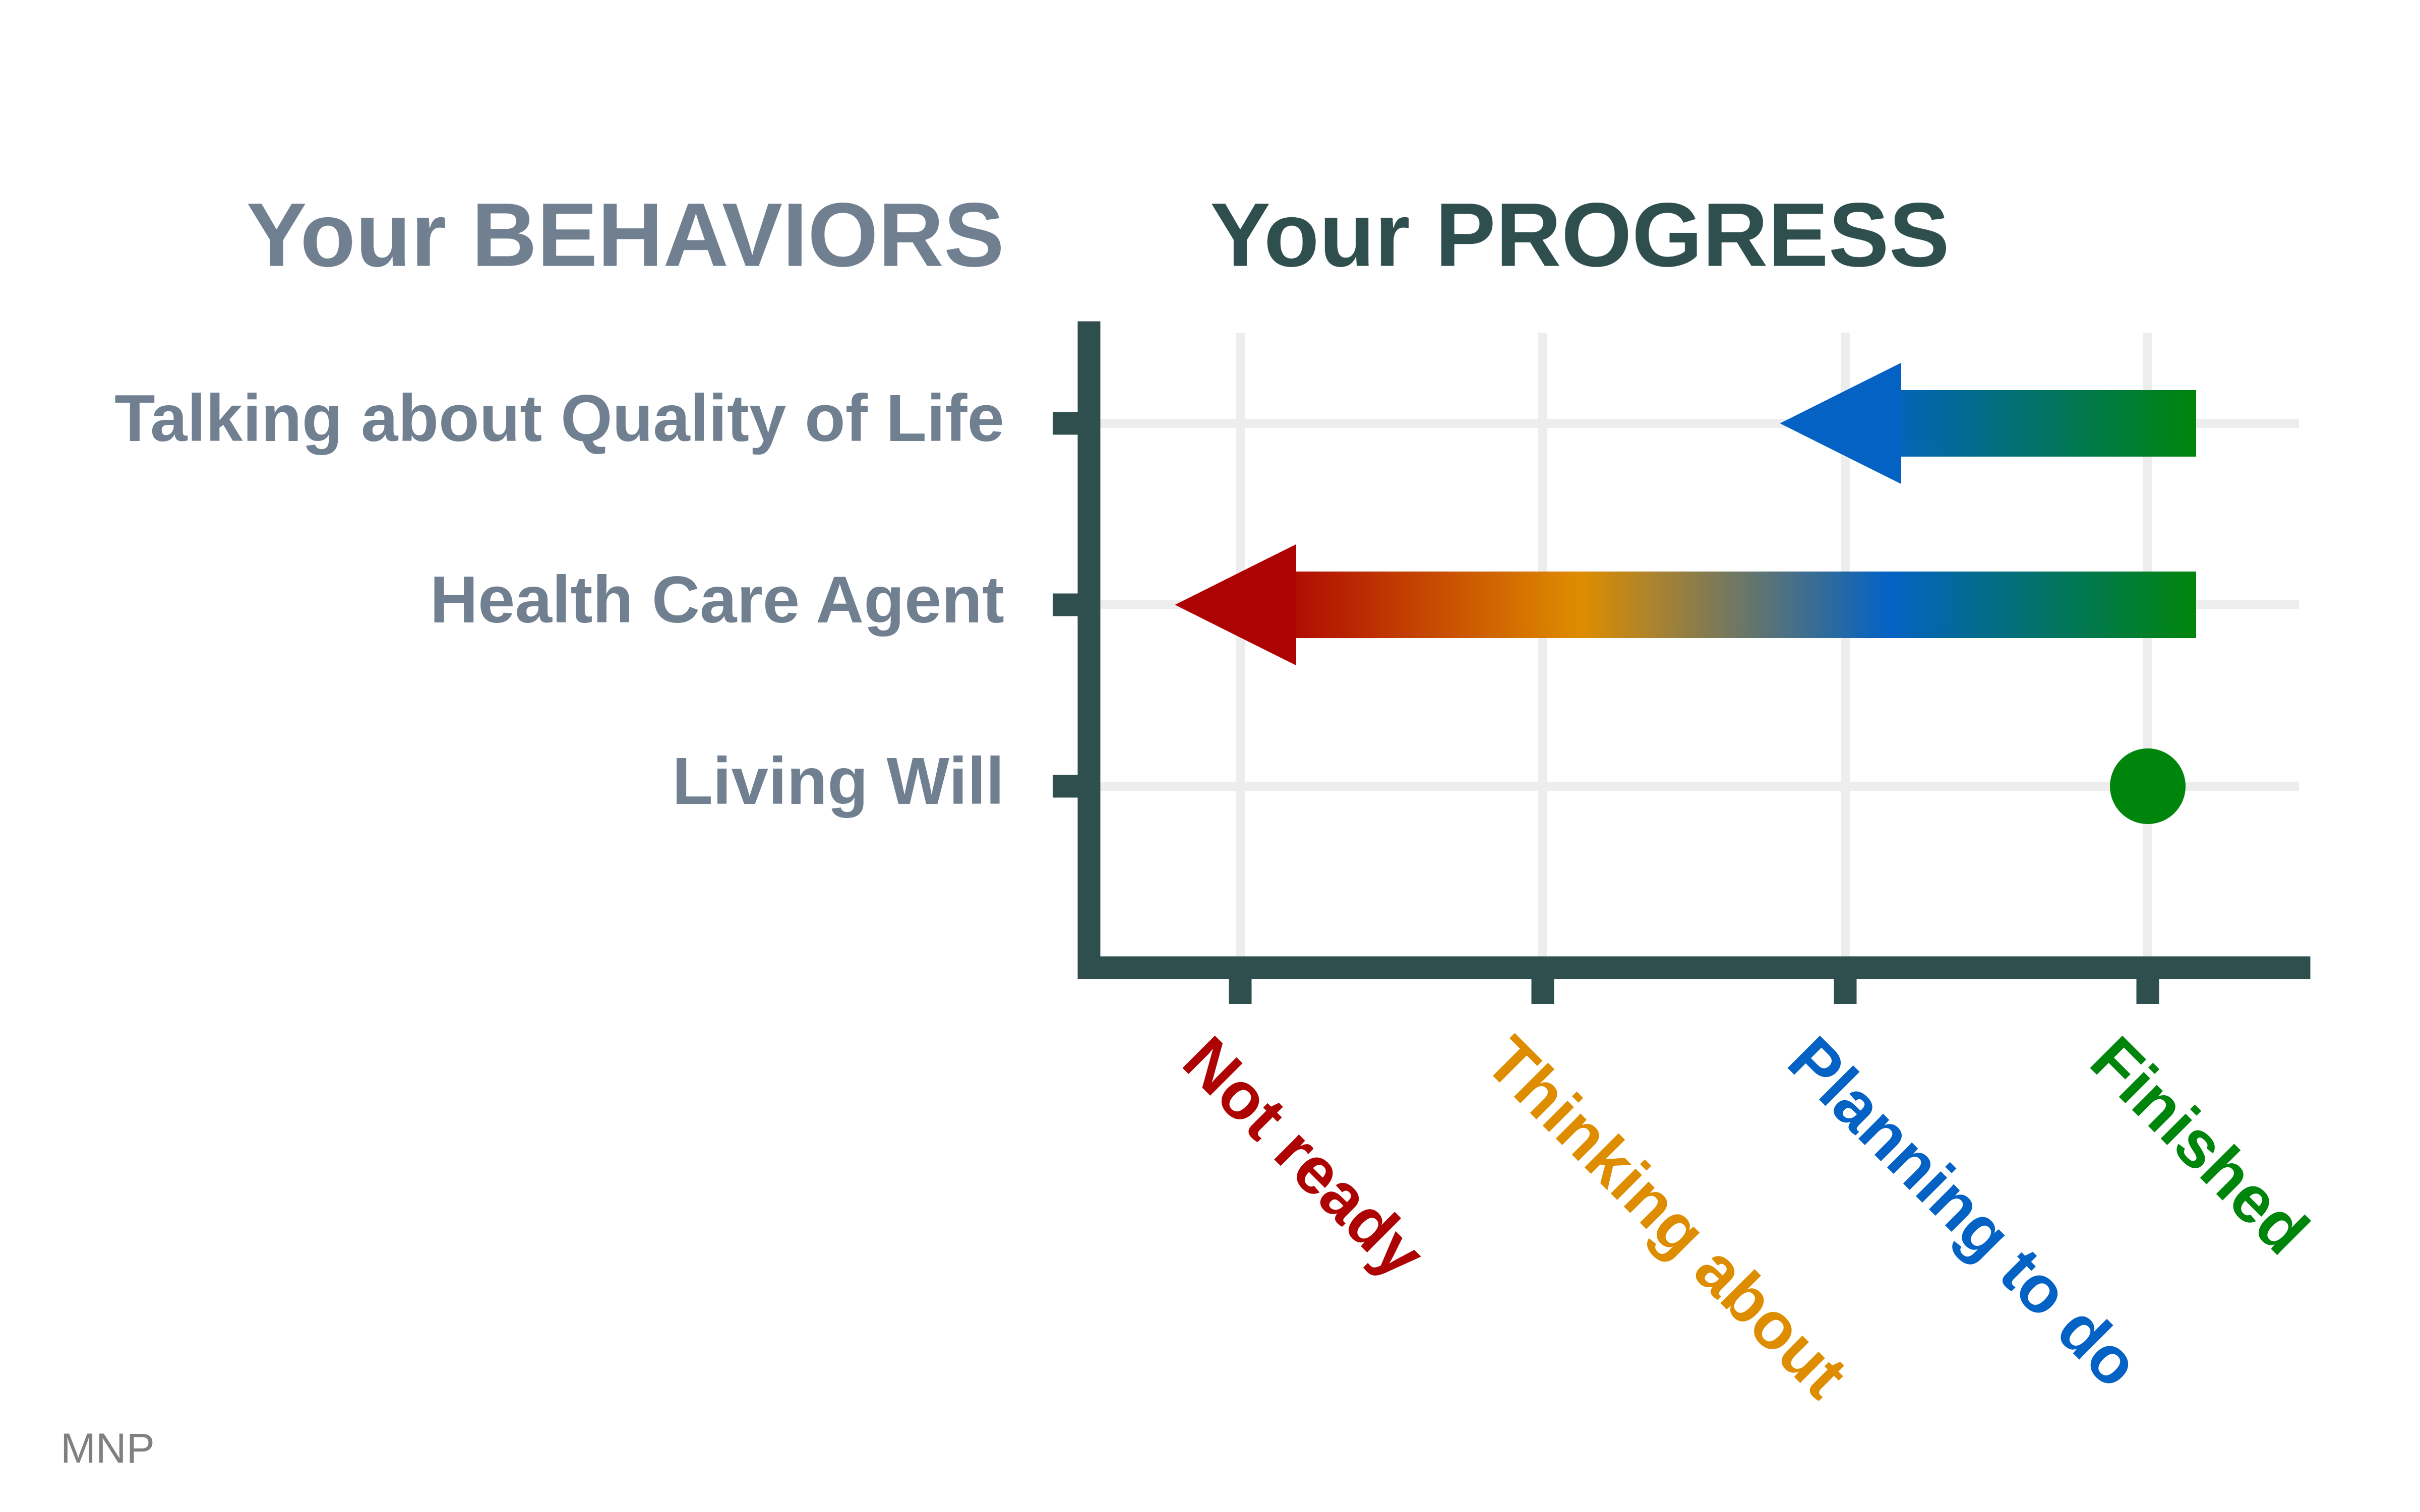 Your BEHAVIORS
Your PROGRESS
Talking about Quality of Life
Health Care Agent
Living Will
Not ready
Thinking about
Planning to do
Finished
MNP